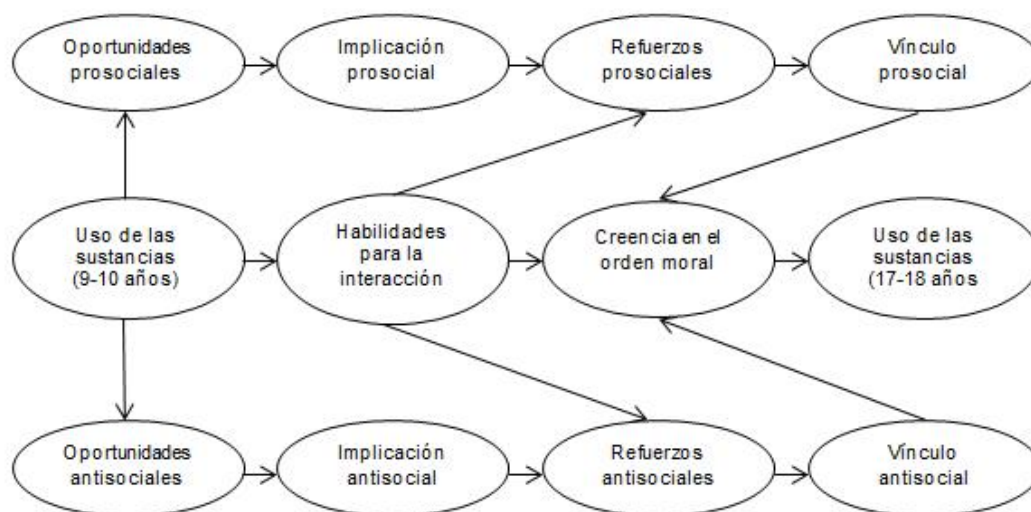 Oportunidades
prosociales
Implicación
prosocial
Refuerzos
prosociales
Vínculo
prosocial
Uso de las
sustancias
(9-10 años)
Habilidades
para la
interacción
Creencia en el
orden moral
Uso de las
sustancias
(17-18 años
Oportunidades
antisociales
Implicación
antisocial
Refuerzos
antisociales
Vínculo
antisocial